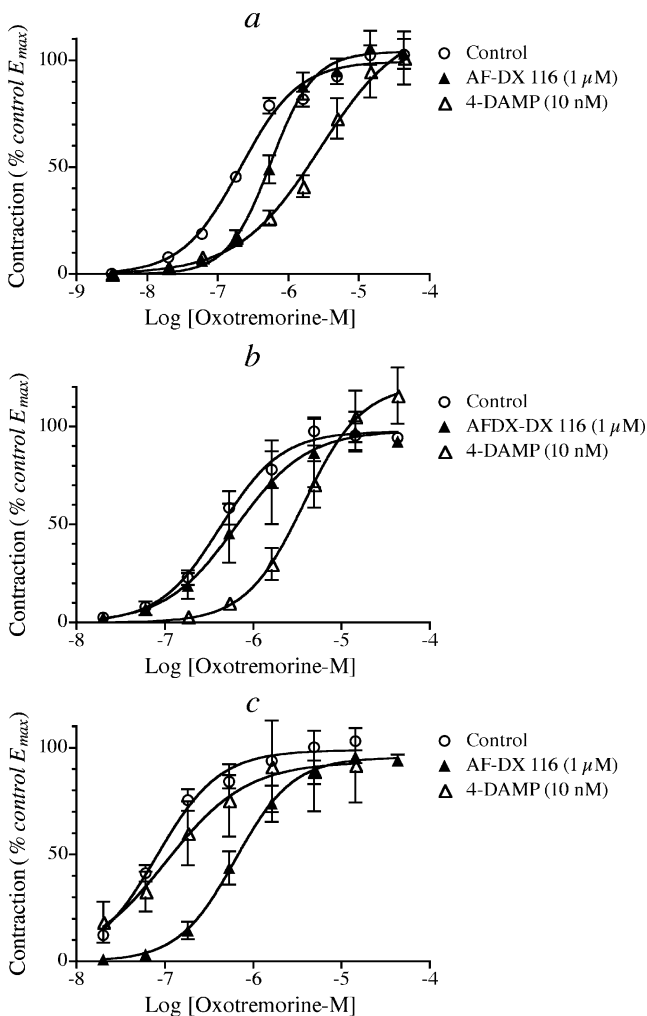 a
Contraction (% control Emax)
100
50
0
-9 -8 -7 -6 -5 -4
Log [Oxotremorine-M]
Control
AF-DX 116 (1 µM)
4-DAMP (10 nM)
b
Contraction (% control Emax)
100
50
0
-8 -7 -6 -5 -4
Log [Oxotremorine-M]
Control
AFDX-DX 116 (1 µM)
4-DAMP (10 nM)
c
Contraction (% control Emax)
100
50
0
-8 -7 -6 -5 -4
Log [Oxotremorine-M]
Control
AF-DX 116 (1 µM)
4-DAMP (10 nM)